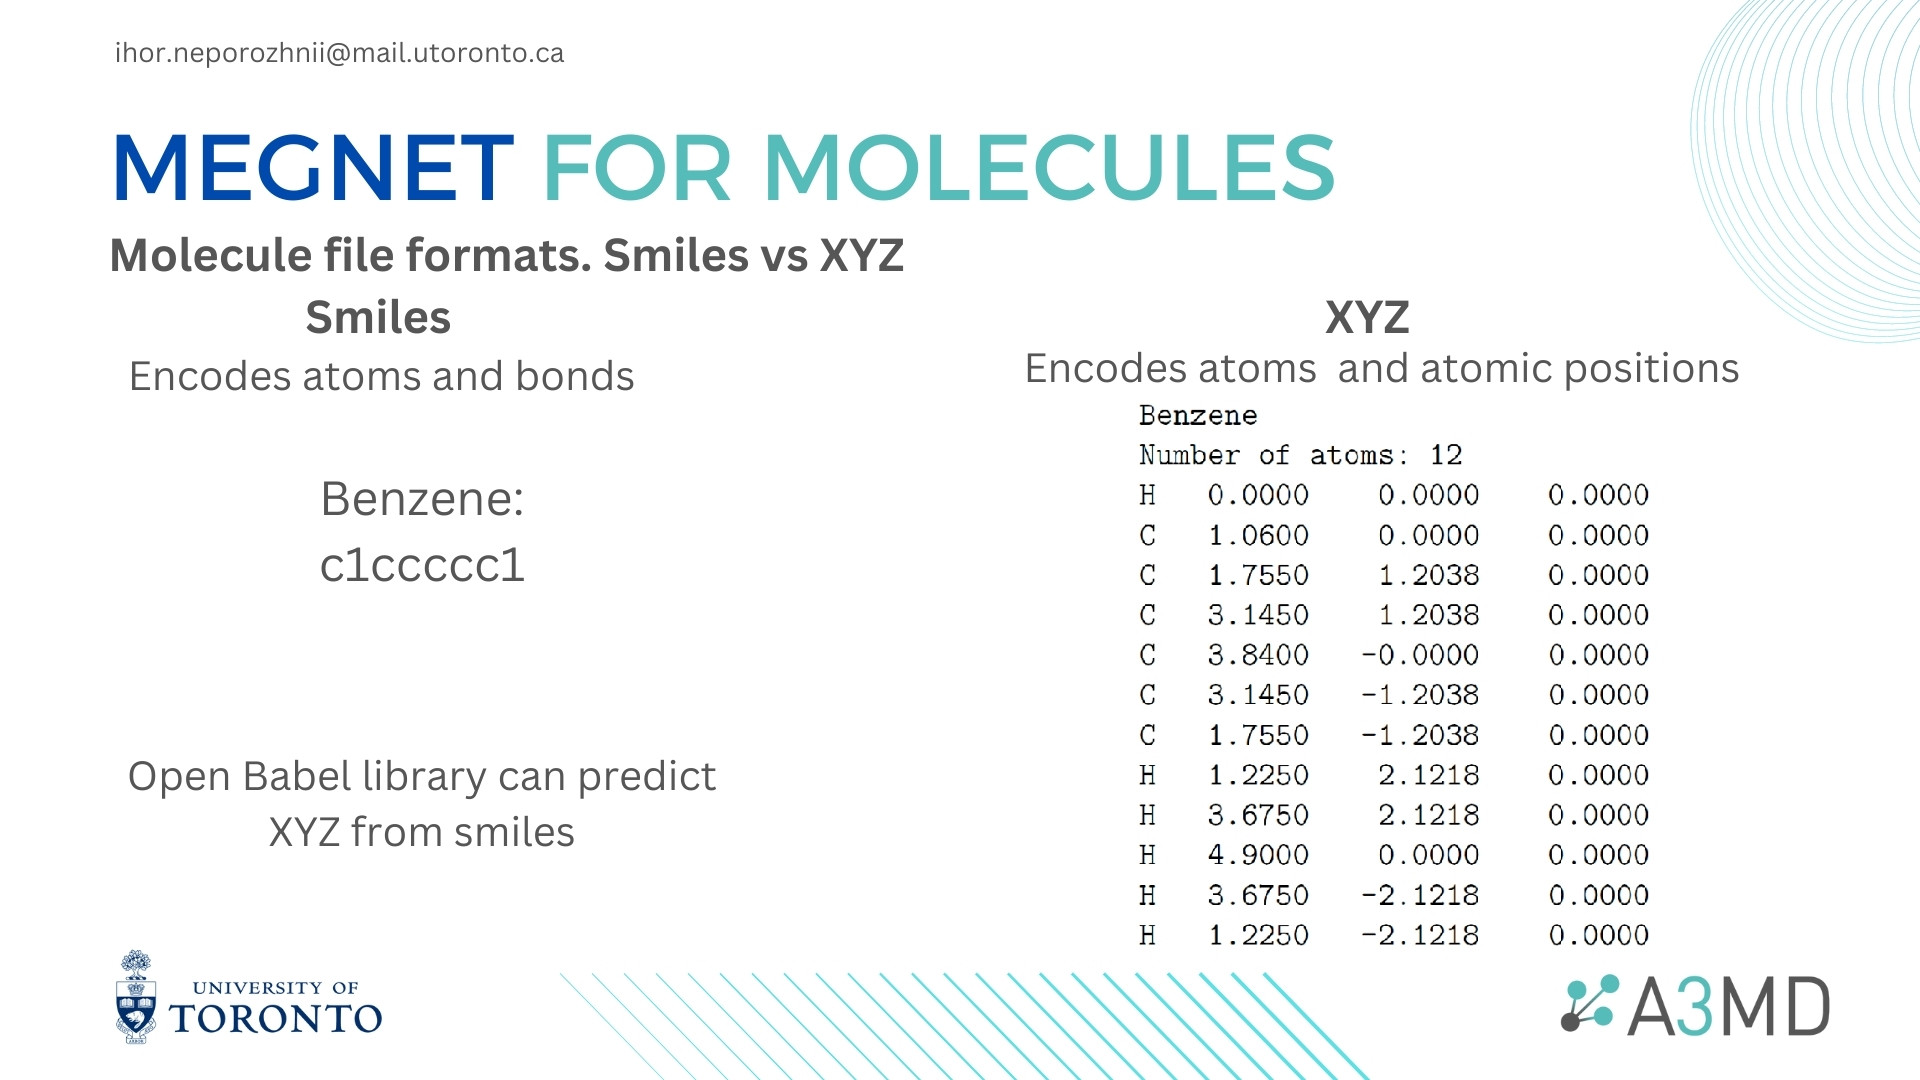 ihor.neporozhnii@mail.utoronto.ca
MEGNET FOR MOLECULES
Molecule file formats. Smiles vs XYZ
Smiles
Encodes atoms and bonds
Benzene:
c1ccccc1
Open Babel library can predict
XYZ from smiles
XYZ
Encodes atoms and atomic positions
Benzene
Number of atoms: 12
H 0.0000 0.0000 0.0000
C 1.0600 0.0000 0.0000
C 1.7550 1.2038 0.0000
C 3.1450 1.2038 0.0000
C 3.8400 -0.0000 0.0000
C 3.1450 -1.2038 0.0000
C 1.7550 -1.2038 0.0000
H 1.2250 2.1218 0.0000
H 3.6750 2.1218 0.0000
H 4.9000 0.0000 0.0000
H 3.6750 -2.1218 0.0000
H 1.2250 -2.1218 0.0000
UNIVERSITY OF
TORONTO
A3MD